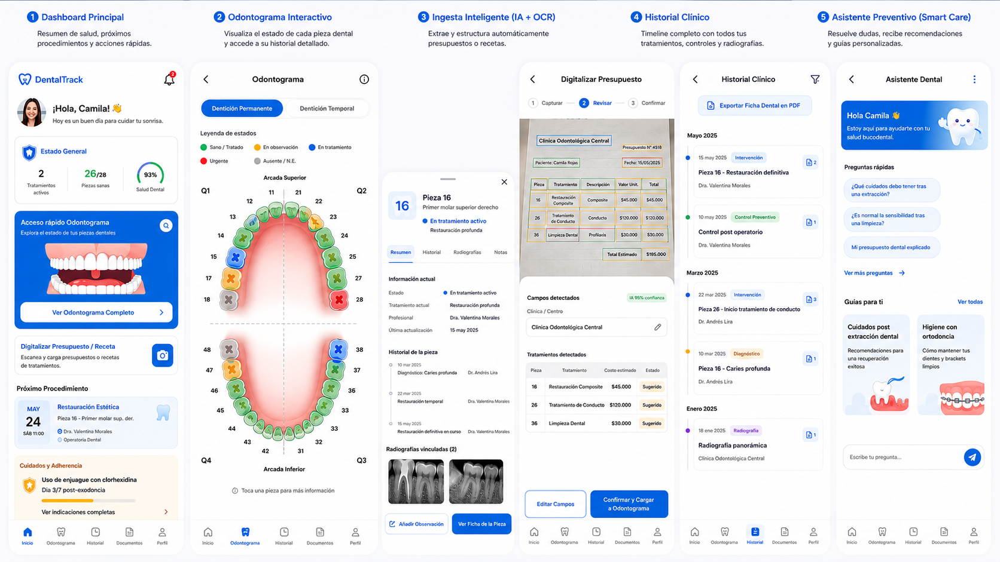 1 Dashboard Principal
Resumen de salud, próximos
procedimientos y acciones rápidas.
2 Odontograma Interactivo
Visualiza el estado de cada pieza dental
y accede a su historial detallado.
3 Ingesta Inteligente (IA + OCR)
Extrae y estructura automáticamente
presupuestos o recetas.
4 Historial Clínico
Timeline completo con todos tus
tratamientos, controles y radiografías.
5 Asistente Preventivo (Smart Care)
Resuelve dudas, recibe recomendaciones
y guías personalizadas.
DentalTrack
2
¡Hola, Camila! 👋
Hoy es un buen día para cuidar tu sonrisa.
Estado General
2
Tratamientos
activos
26/28
Piezas sanas
93%
Salud Dental
Acceso rápido Odontograma
Explora el estado de tus piezas dentales
Ver Odontograma Completo
Digitalizar Presupuesto / Receta
Escanea y carga presupuestos o recetas
de tratamientos.
Próximo Procedimiento
MAY
24
SÁB 11:00
Restauración Estética
Pieza 16 - Primer molar sup. der.
Dra. Valentina Morales
Operatoria Dental
Cuidados y Adherencia
Uso de enjuague con clorhexidina
Día 3/7 post-exodoncia
Ver indicaciones completas
Inicio
Odontograma
Historial
Documentos
Perfil
Odontograma
Dentición Permanente
Dentición Temporal
Leyenda de estados
Sano / Tratado
En observación
En tratamiento
Urgente
Ausente / N.E.
Arcada Superior
Q1
Q2
11
21
12
22
13
23
14
24
15
25
17
27
18
28
48
38
47
37
46
36
45
33
44
33
43
32
42
31
Q4
Q3
Arcada Inferior
Toca una pieza para más información
Inicio
Odontograma
Historial
Documentos
Perfil
16
Pieza 16
Primer molar superior derecho
En tratamiento activo
Restauración profunda
Resumen
Historial
Radiografías
Notas
Información actual
Estado
En tratamiento activo
Tratamiento actual
Restauración profunda
Profesional
Dra. Valentina Morales
Última actualización
15 may 2025
Historial de la pieza
10 mar 2025
Diagnóstico: Caries profunda
Dr. Andrés Lira
22 mar 2025
Restauración temporal
Dra. Valentina Morales
15 may 2025
Restauración definitiva en curso
Dra. Valentina Morales
Radiografías vinculadas (2)
Añadir Observación
Ver Ficha de la Pieza
Digitalizar Presupuesto
1 Capturar
2 Revisar
3 Confirmar
Clínica Odontológica Central
Presupuesto N° 4518
Paciente: Camila Rojas
Fecha: 15/05/2025
Pieza Tratamiento Descripción Valor Unit. Total
16 Restauración Composite Composite $45.000 $45.000
26 Tratamiento de Conducto Conducto $120.000 $120.000
36 Limpieza Dental Profilaxis $30.000 $30.000
Total Estimado $195.000
Campos detectados
IA 95% confianza
Clínica / Centro
Clínica Odontológica Central
Tratamientos detectados
Pieza Tratamiento Costo estimado Estado
16 Restauración Composite $45.000 Sugerido
26 Tratamiento de Conducto $120.000 Sugerido
36 Limpieza Dental $30.000 Sugerido
Editar Campos
Confirmar y Cargar
a Odontograma
Inicio
Odontograma
Historial
Documentos
Perfil
Historial Clínico
Exportar Ficha Dental en PDF
Mayo 2025
15 may 2025
Intervención
2
Pieza 16 - Restauración definitiva
Dra. Valentina Morales
10 may 2025
Control Preventivo
1
Control post operatorio
Dra. Valentina Morales
Marzo 2025
22 mar 2025
Intervención
3
Pieza 26 - Inicio tratamiento de conducto
Dr. Andrés Lira
10 mar 2025
Diagnóstico
1
Pieza 16 - Caries profunda
Dr. Andrés Lira
Enero 2025
18 ene 2025
Radiografía
1
Radiografía panorámica
Clínica Odontológica Central
Inicio
Odontograma
Historial
Documentos
Perfil
Asistente Dental
Hola Camila 👋
Estoy aquí para ayudarte con tu
salud bucodental.
Preguntas rápidas
¿Qué cuidados debo tener tras
una extracción?
¿Es normal la sensibilidad tras
una limpieza?
Mi presupuesto dental explicado
Ver más preguntas
Guías para ti
Ver todas
Cuidados post
extracción dental
Recomendaciones para
una recuperación
exitosa
Higiene con
ortodoncia
Cómo mantener tus
dientes y brackets
limpios
Escribe tu pregunta...
Inicio
Odontograma
Historial
Documentos
Perfil